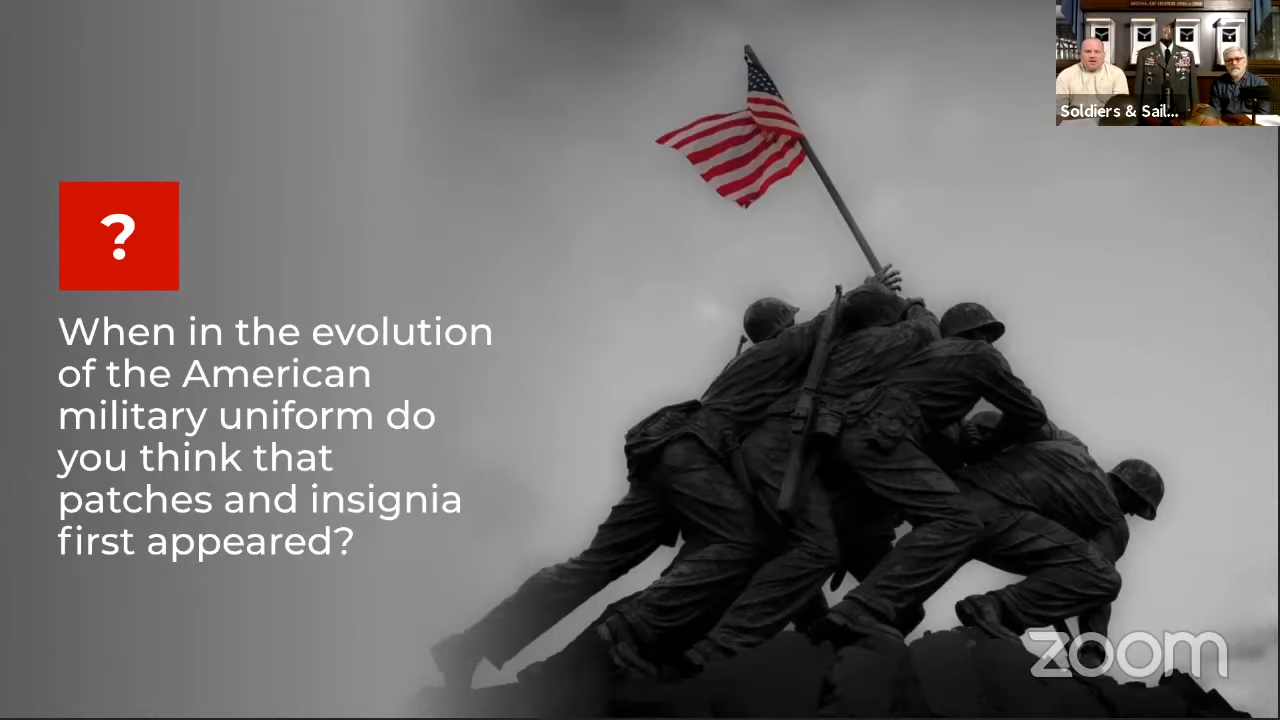 Soldiers & Sail...
?
When in the evolution
of the American
military uniform do
you think that
patches and insignia
first appeared?
zoom